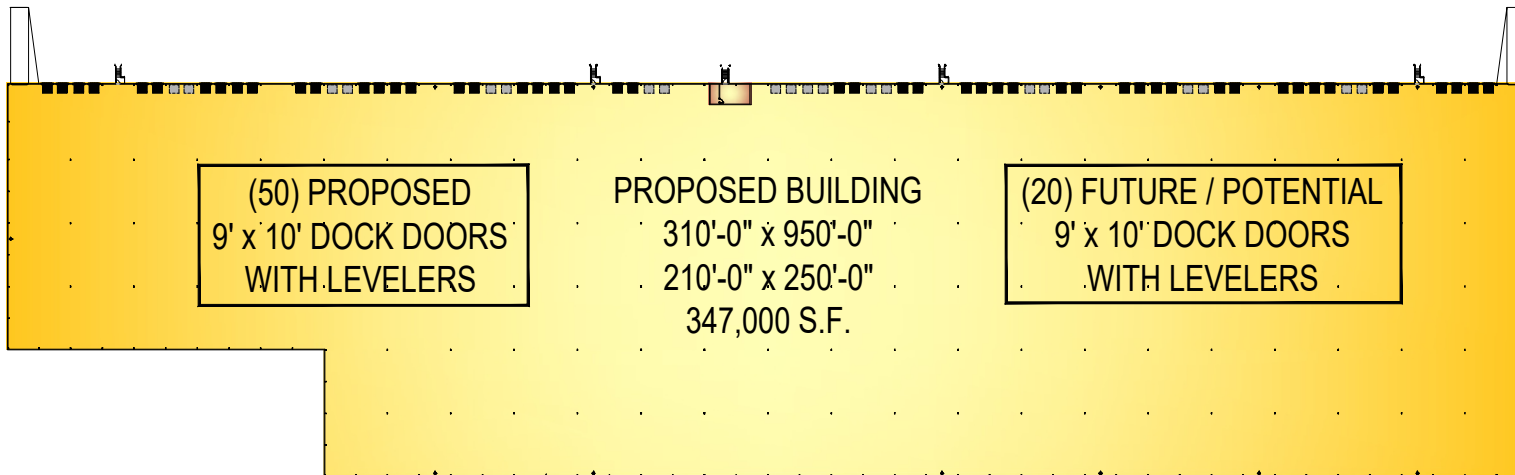 (50) PROPOSED
9' x 10' DOCK DOORS
WITH LEVELERS
PROPOSED BUILDING
310'-0" x 950'-0"
210'-0" x 250'-0"
347,000 S.F.
(20) FUTURE / POTENTIAL
9' x 10' DOCK DOORS
WITH LEVELERS